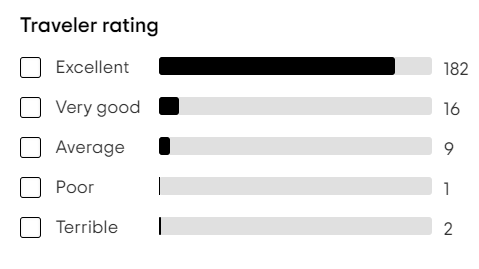 Traveler rating
Excellent 182
Very good 16
Average 9
Poor 1
Terrible 2